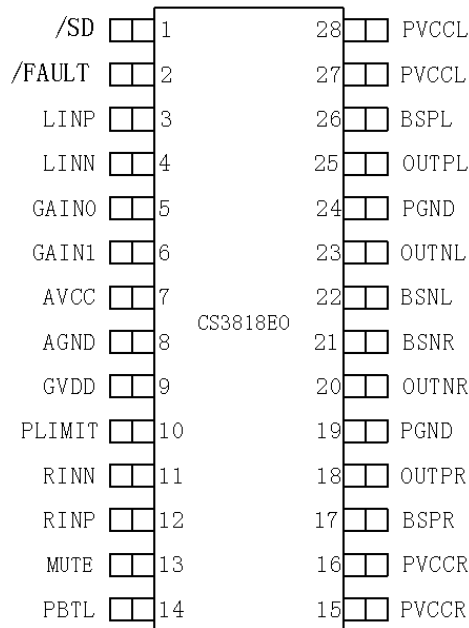 /SD 1 28 PVCCL
/FAULT 2 27 PVCCL
LINP 3 26 BSPL
LINN 4 25 OUTPL
GAIN0 5 24 PGND
GAIN1 6 23 OUTNL
AVCC 7 22 BSNL
CS3818EO
AGND 8 21 BSNR
GVDD 9 20 OUTNR
PLIMIT 10 19 PGND
RINN 11 18 OUTPR
RINP 12 17 BSPR
MUTE 13 16 PVCCR
PBTL 14 15 PVCCR